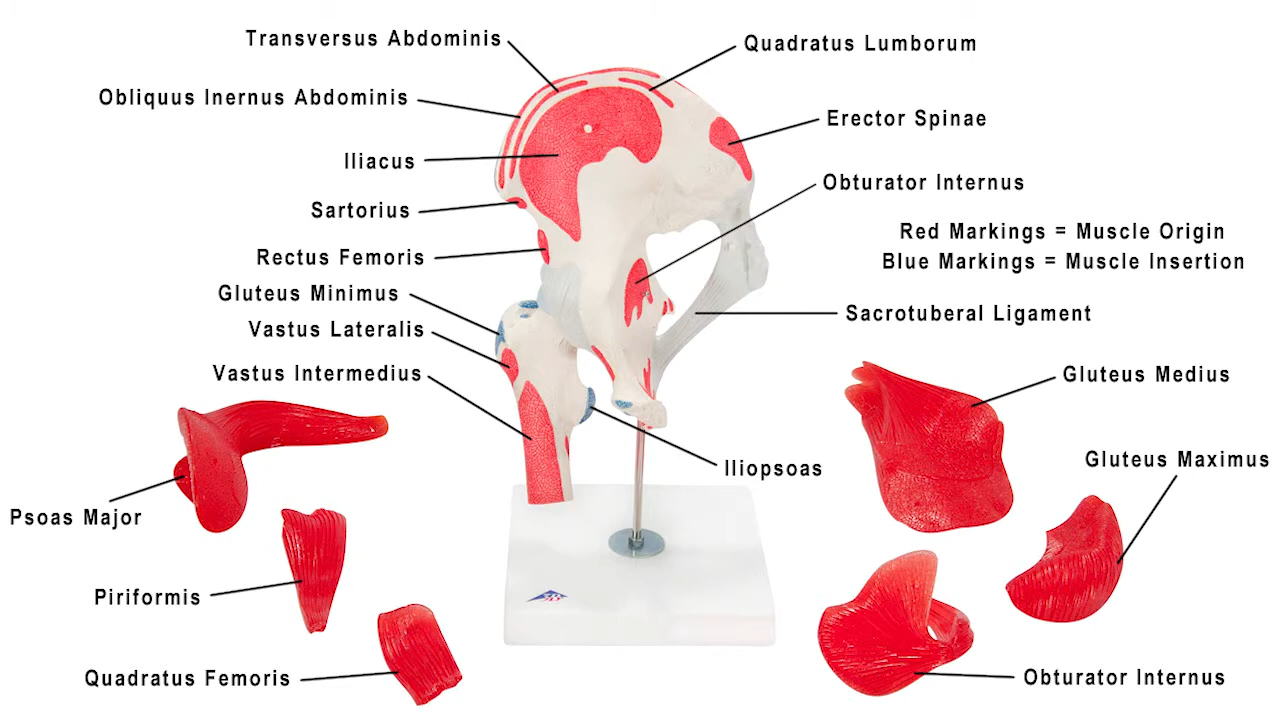 Transversus Abdominis
Quadratus Lumborum
Obliquus Inernus Abdominis
Erector Spinae
Iliacus
Obturator Internus
Sartorius
Red Markings = Muscle Origin
Blue Markings = Muscle Insertion
Rectus Femoris
Gluteus Minimus
Sacrotuberal Ligament
Vastus Lateralis
Vastus Intermedius
Gluteus Medius
Gluteus Maximus
Iliopsoas
Psoas Major
Piriformis
Quadratus Femoris
Obturator Internus